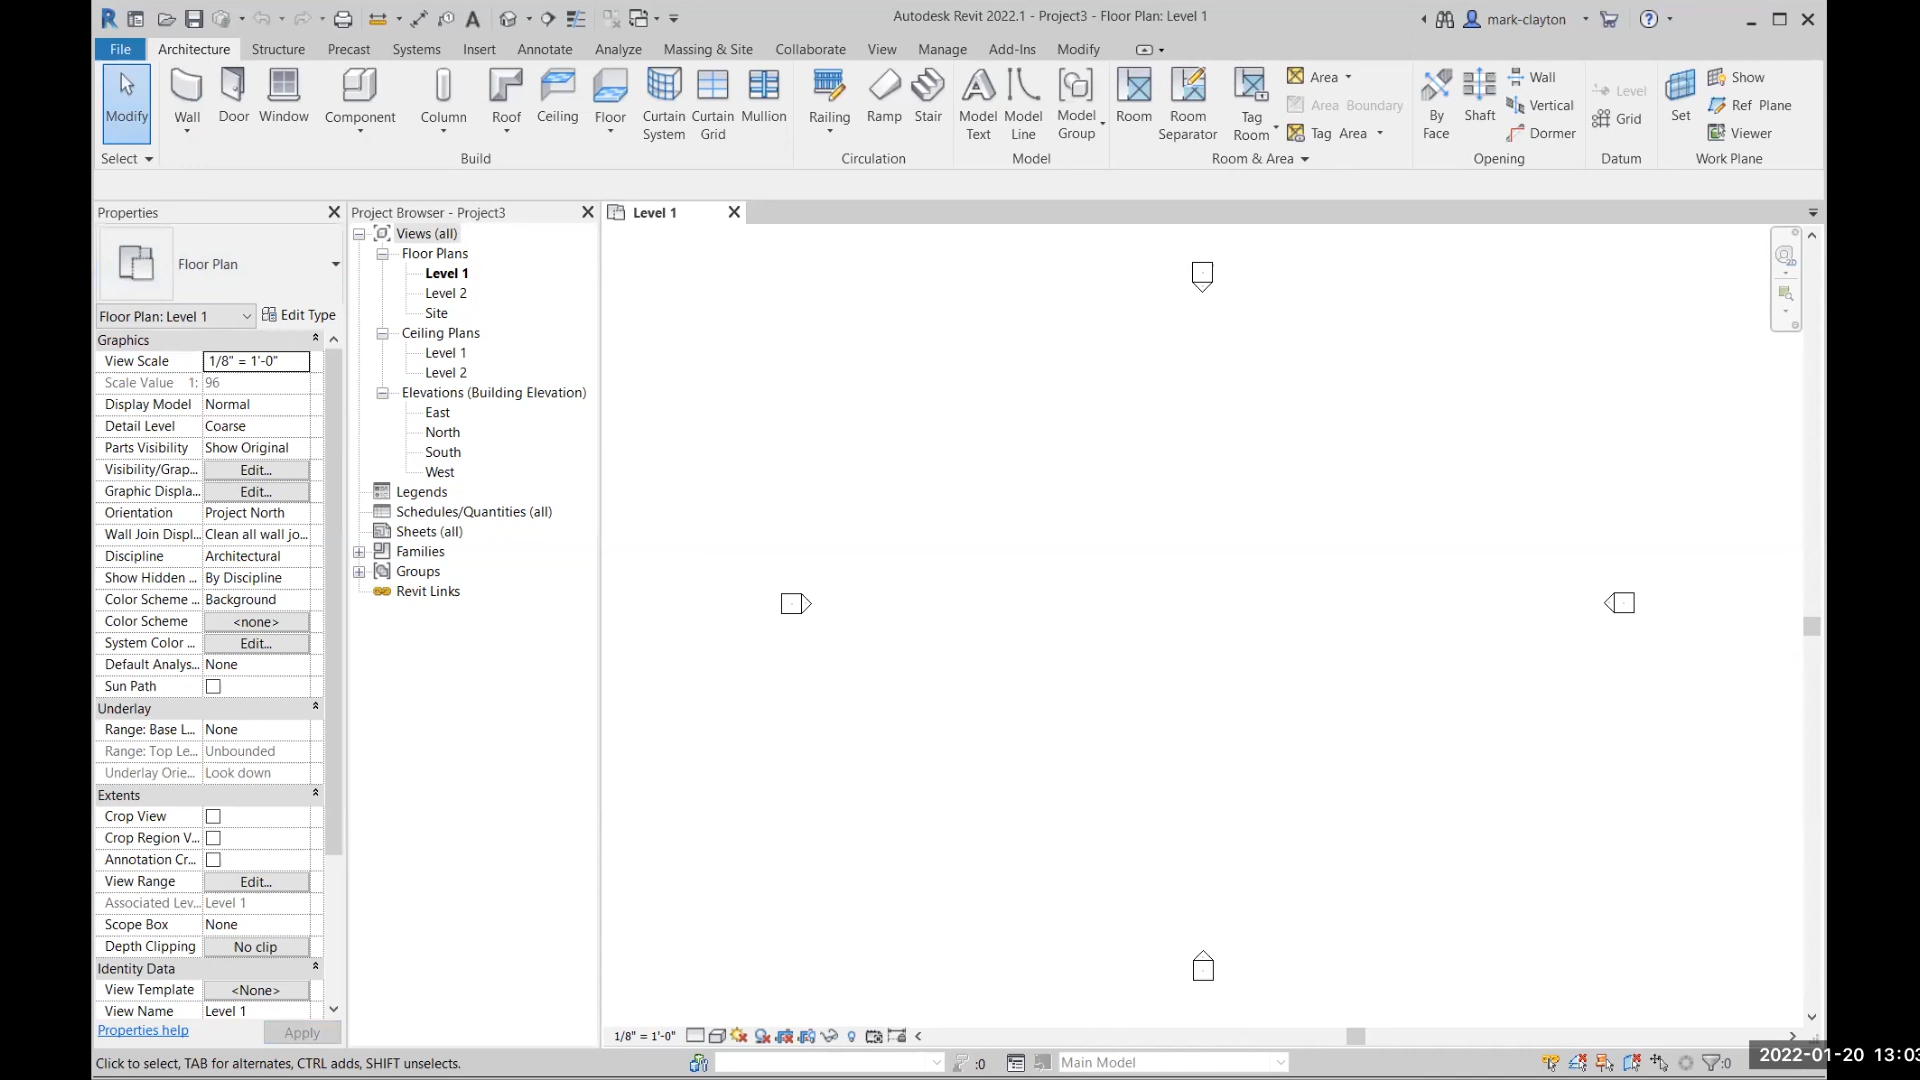 Autodesk Revit 2022.1 - Project3 - Floor Plan: Level 1
mark-clayton
File Architecture Structure Precast Systems Insert Annotate Analyze Massing & Site Collaborate View Manage Add-Ins Modify
Modify
Wall
Door
Window
Component
Column
Roof
Ceiling
Floor
Curtain System
Curtain Grid
Mullion
Railing
Ramp
Stair
Model Text
Model Line
Model Group
Room
Room Separator
Tag Room
Area
Area Boundary
Tag Area
By Face
Shaft
Wall
Vertical
Dormer
Level
Grid
Set
Show
Ref Plane
Viewer
Select
Build
Circulation
Model
Room & Area
Opening
Datum
Work Plane
Properties
Floor Plan
Floor Plan: Level 1
Edit Type
Graphics
View Scale 1/8" = 1'-0"
Scale Value 1: 96
Display Model Normal
Detail Level Coarse
Parts Visibility Show Original
Visibility/Grap... Edit...
Graphic Displa... Edit...
Orientation Project North
Wall Join Displ... Clean all wall jo...
Discipline Architectural
Show Hidden ... By Discipline
Color Scheme ... Background
Color Scheme <none>
System Color ... Edit...
Default Analys... None
Sun Path
Underlay
Range: Base L... None
Range: Top Le... Unbounded
Underlay Orie... Look down
Extents
Crop View
Crop Region V...
Annotation Cr...
View Range Edit...
Associated Lev... Level 1
Scope Box None
Depth Clipping No clip
Identity Data
View Template <None>
View Name Level 1
Properties help
Apply
Project Browser - Project3
Views (all)
Floor Plans
Level 1
Level 2
Site
Ceiling Plans
Level 1
Level 2
Elevations (Building Elevation)
East
North
South
West
Legends
Schedules/Quantities (all)
Sheets (all)
Families
Groups
Revit Links
Level 1
2D
1/8" = 1'-0"
Click to select, TAB for alternates, CTRL adds, SHIFT unselects.
:0
Main Model
:0
2022-01-20 13:03